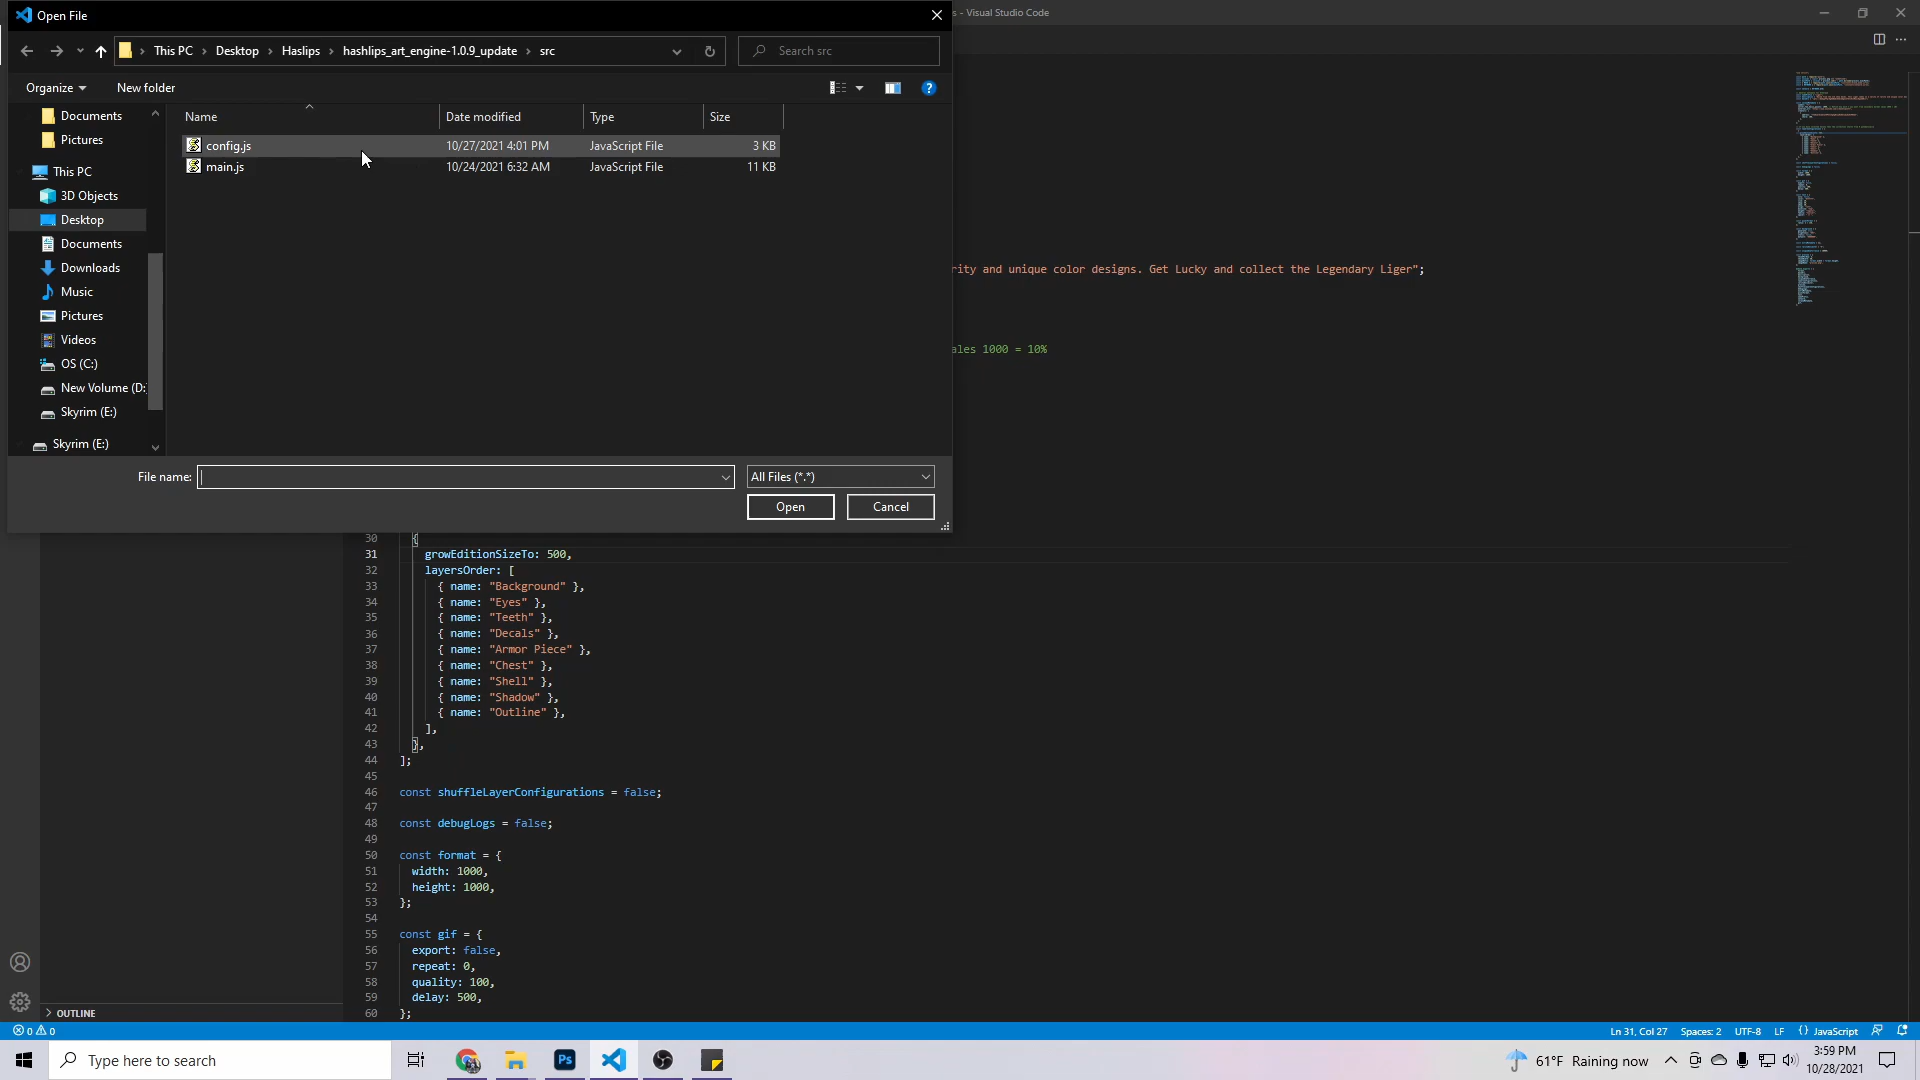 Open File
s - Visual Studio Code
This PC > Desktop > Haslips > hashlips_art_engine-1.0.9_update > src
Search src
Organize
New folder
?
Documents
Pictures
This PC
3D Objects
Desktop
Documents
Downloads
Music
Pictures
Videos
OS (C:)
New Volume (D:
Skyrim (E:)
Skyrim (E:)
Name Date modified Type Size
config.js 10/27/2021 4:01 PM JavaScript File 3 KB
main.js 10/24/2021 6:32 AM JavaScript File 11 KB
File name:
All Files (*.*)
Open
Cancel
rity and unique color designs. Get Lucky and collect the Legendary Liger";
ales 1000 = 10%
30 {
31 growEditionSizeTo: 500,
32 layersOrder: [
33 { name: "Background" },
34 { name: "Eyes" },
35 { name: "Teeth" },
36 { name: "Decals" },
37 { name: "Armor Piece" },
38 { name: "Chest" },
39 { name: "Shell" },
40 { name: "Shadow" },
41 { name: "Outline" },
42 ],
43 },
44 ];
45
46 const shuffleLayerConfigurations = false;
47
48 const debugLogs = false;
49
50 const format = {
51 width: 1000,
52 height: 1000,
53 };
54
55 const gif = {
56 export: false,
57 repeat: 0,
58 quality: 100,
59 delay: 500,
60 };
> OUTLINE
0 0
Ln 31, Col 27 Spaces: 2 UTF-8 LF {} JavaScript
Type here to search
Ps
61°F Raining now
3:59 PM
10/28/2021